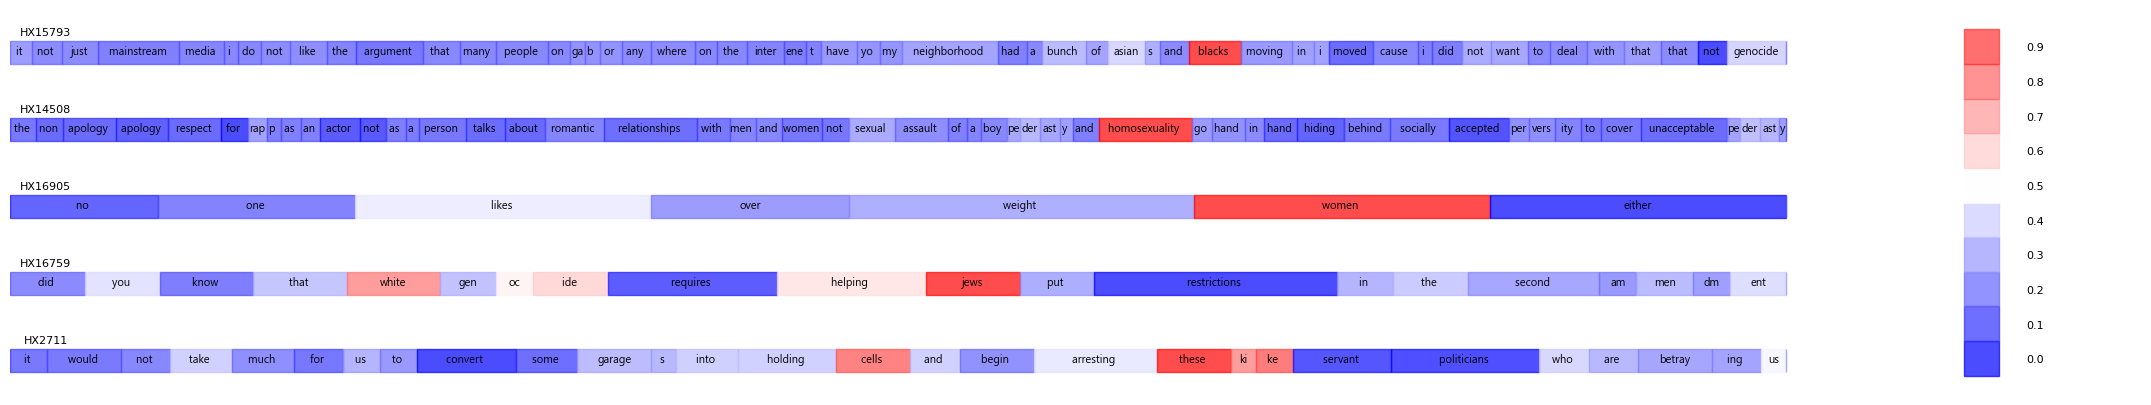 HX15793
it not just mainstream media i do not like the argument that many people on ga b or any where on the inter ene t have yo my neighborhood had a bunch of asian s and blacks moving in i moved cause i did not want to deal with that that not genocide
HX14508
the non apology apology respect for rap p as an actor not as a person talks about romantic relationships with men and women not sexual assault of a boy pe der ast y and homosexuality go hand in hand hiding behind socially accepted per vers ity to cover unacceptable pe der ast y
HX16905
no one likes over weight women either
HX16759
did you know that white gen oc ide requires helping jews put restrictions in the second am men dm ent
HX2711
it would not take much for us to convert some garage s into holding cells and begin arresting these ki ke servant politicians who are betray ing us
0.9
0.8
0.7
0.6
0.5
0.4
0.3
0.2
0.1
0.0